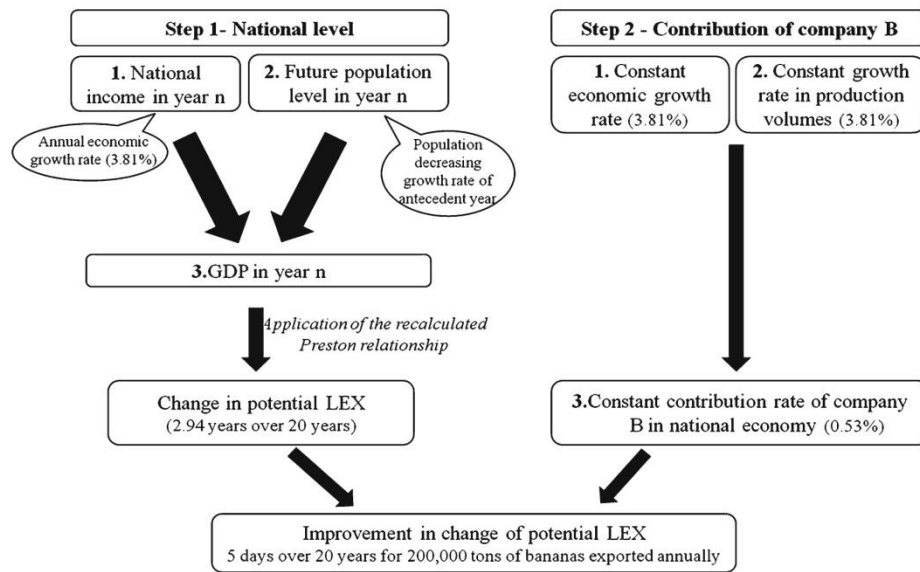 Step 1- National level
1. National
income in year n
2. Future population
level in year n
Annual economic
growth rate (3.81%)
Population
decreasing
growth rate of
antecedent year
3.GDP in year n
Application of the recalculated
Preston relationship
Change in potential LEX
(2.94 years over 20 years)
Step 2 - Contribution of company B
1. Constant
economic growth
rate (3.81%)
2. Constant growth
rate in production
volumes (3.81%)
3.Constant contribution rate of company
B in national economy (0.53%)
Improvement in change of potential LEX
5 days over 20 years for 200,000 tons of bananas exported annually